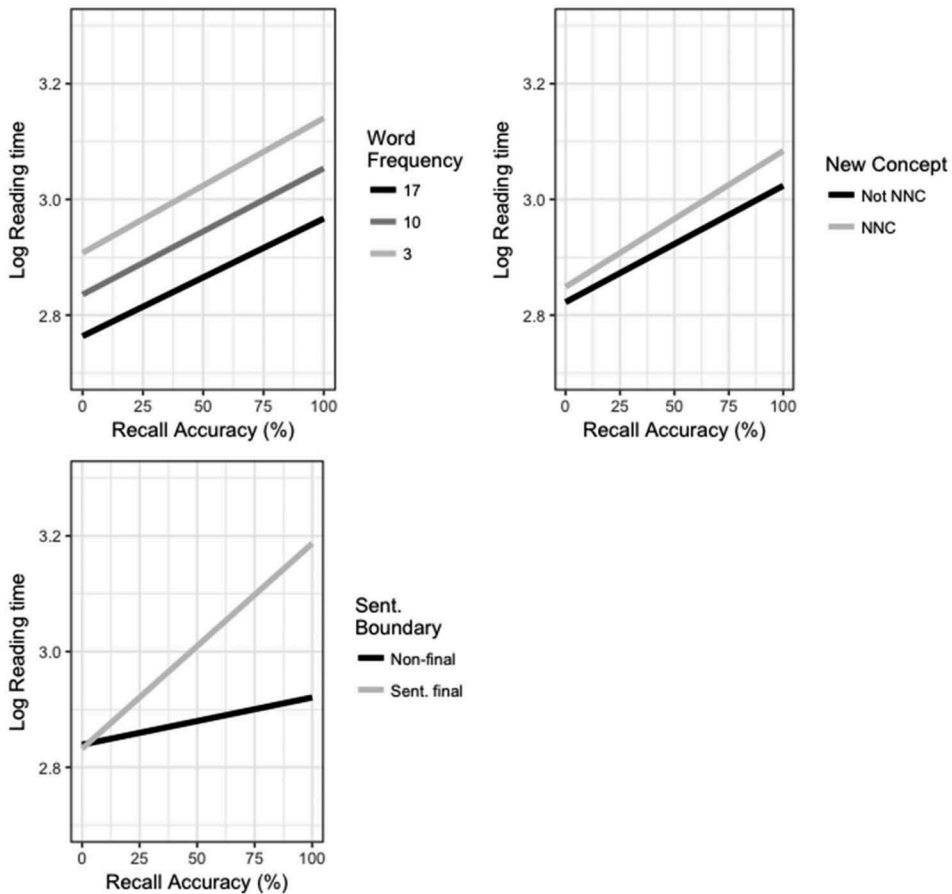 Log Reading time
3.2
3.0
2.8
0 25 50 75 100
Recall Accuracy (%)
Word
Frequency
17
10
3
Log Reading time
3.2
3.0
2.8
0 25 50 75 100
Recall Accuracy (%)
New Concept
Not NNC
NNC
Log Reading time
3.2
3.0
2.8
0 25 50 75 100
Recall Accuracy (%)
Sent.
Boundary
Non-final
Sent. final